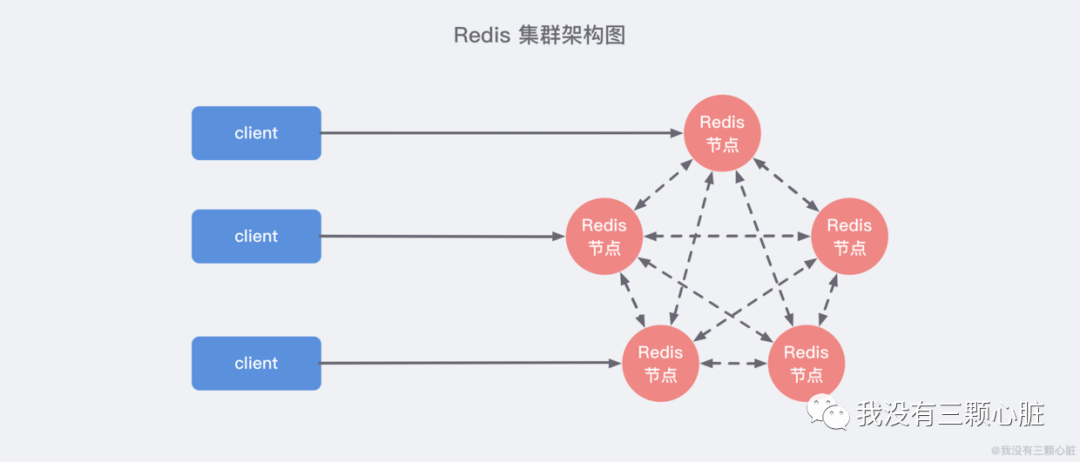 Redis 集群架构图
client
Redis
节点
client
Redis
节点
Redis
节点
client
Redis
节点
Redis
节点
我没有三颗心脏
@我没有三颗心脏